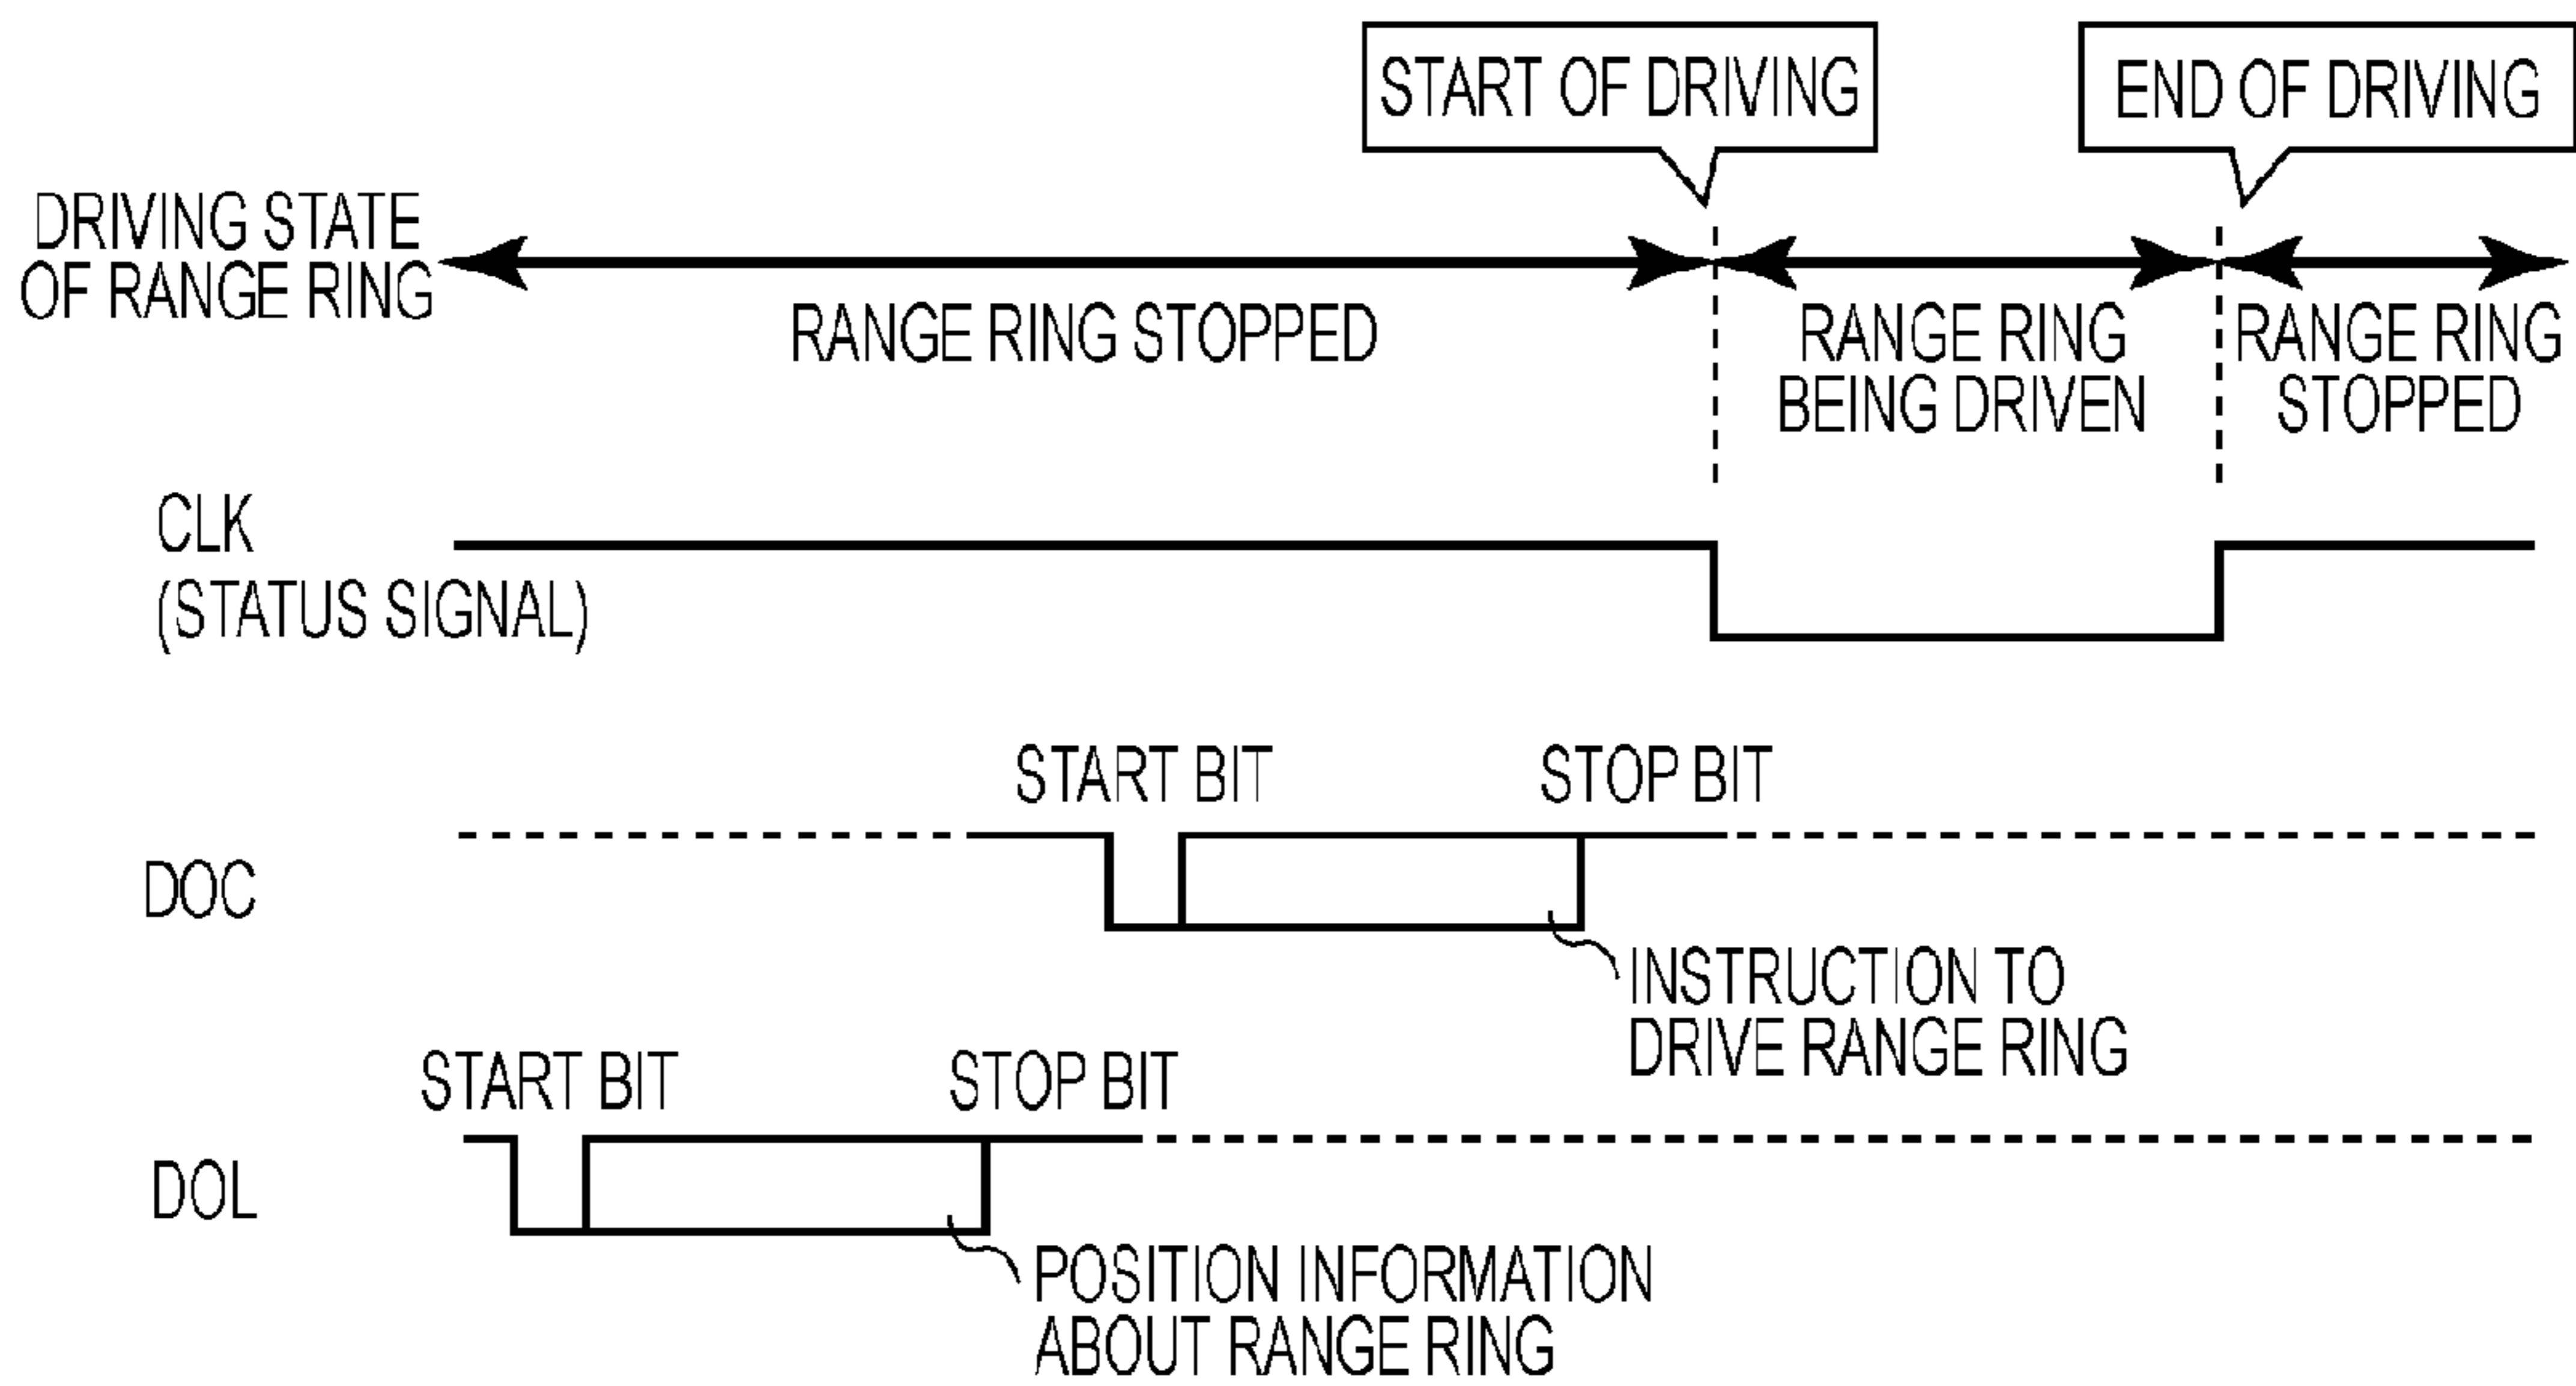 START OF DRIVING
END OF DRIVING
DRIVING STATE
OF RANGE RING
RANGE RING STOPPED
RANGE RING
BEING DRIVEN
RANGE RING
STOPPED
CLK
(STATUS SIGNAL)
START BIT
STOP BIT
DOC
INSTRUCTION TO
DRIVE RANGE RING
START BIT
STOP BIT
DOL
POSITION INFORMATION
ABOUT RANGE RING